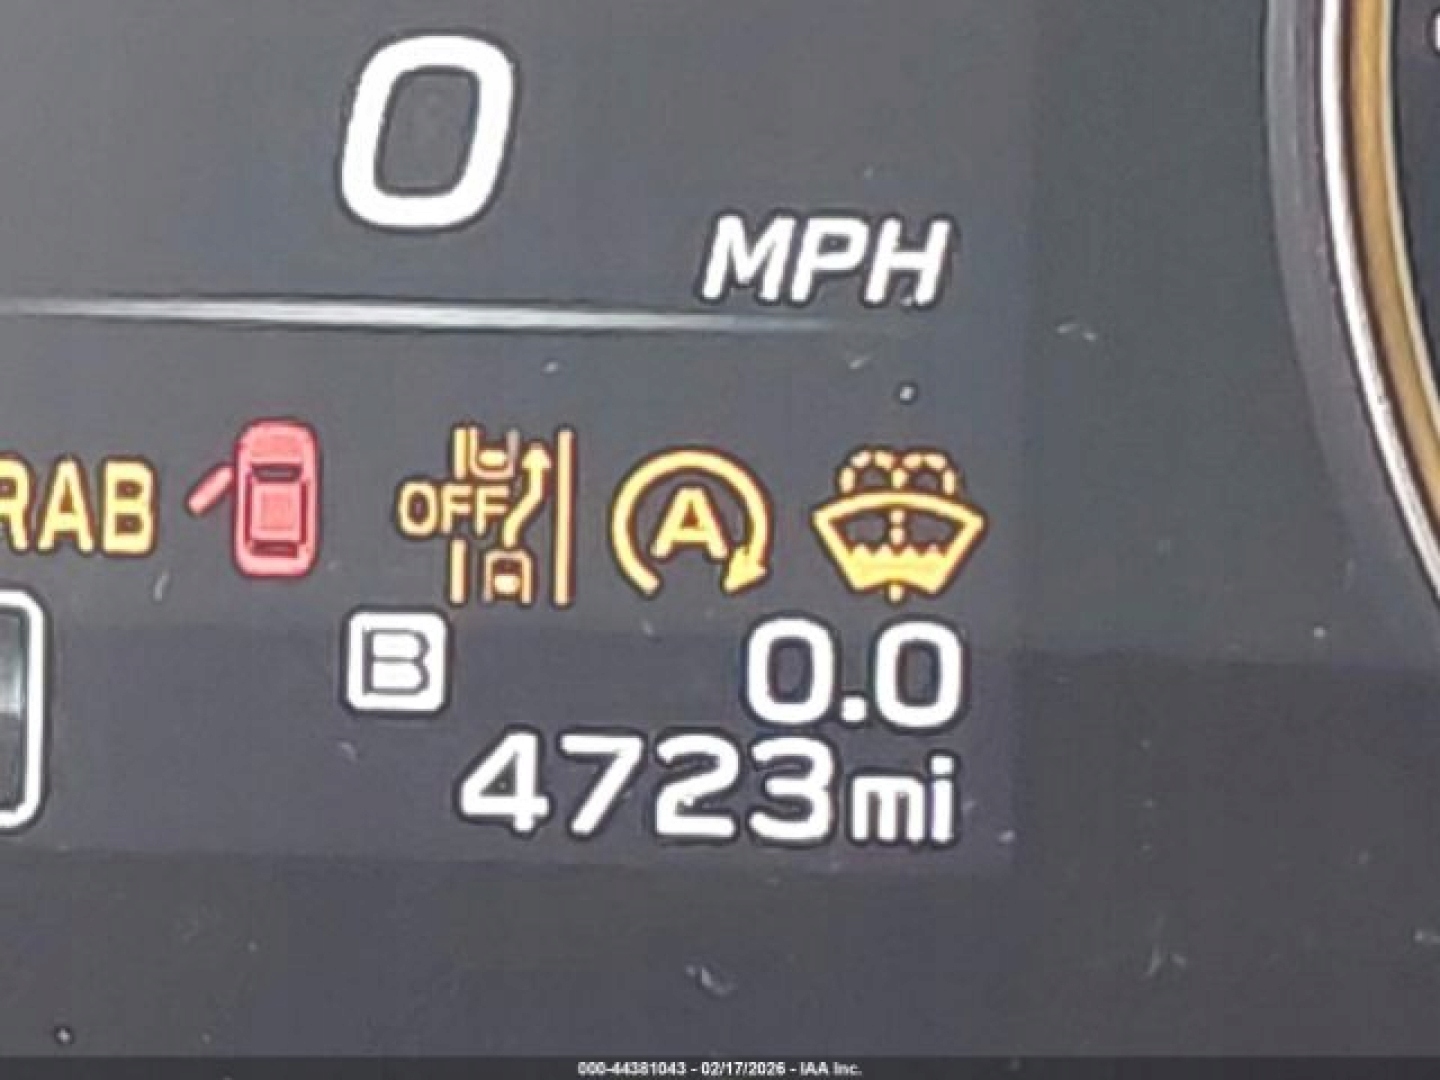 0
MPH
RAB
OFF
A
B 0.0
4723mi
000-44381043 - 02/17/2026 - IAA Inc.